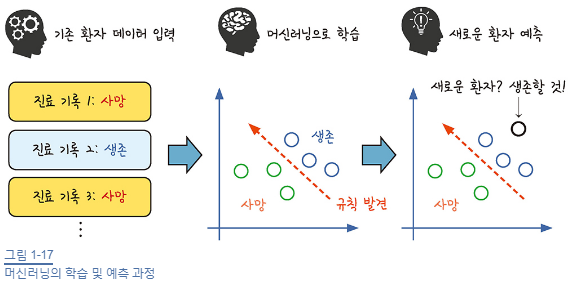 기존 환자 데이터 입력
머신러닝으로 학습
새로운 환자 예측
진료 기록 1: 사망
진료 기록 2: 생존
진료 기록 3: 사망
생존
사망
규칙 발견
새로운 환자? 생존할 것!
사망
그림 1-17
머신러닝의 학습 및 예측 과정